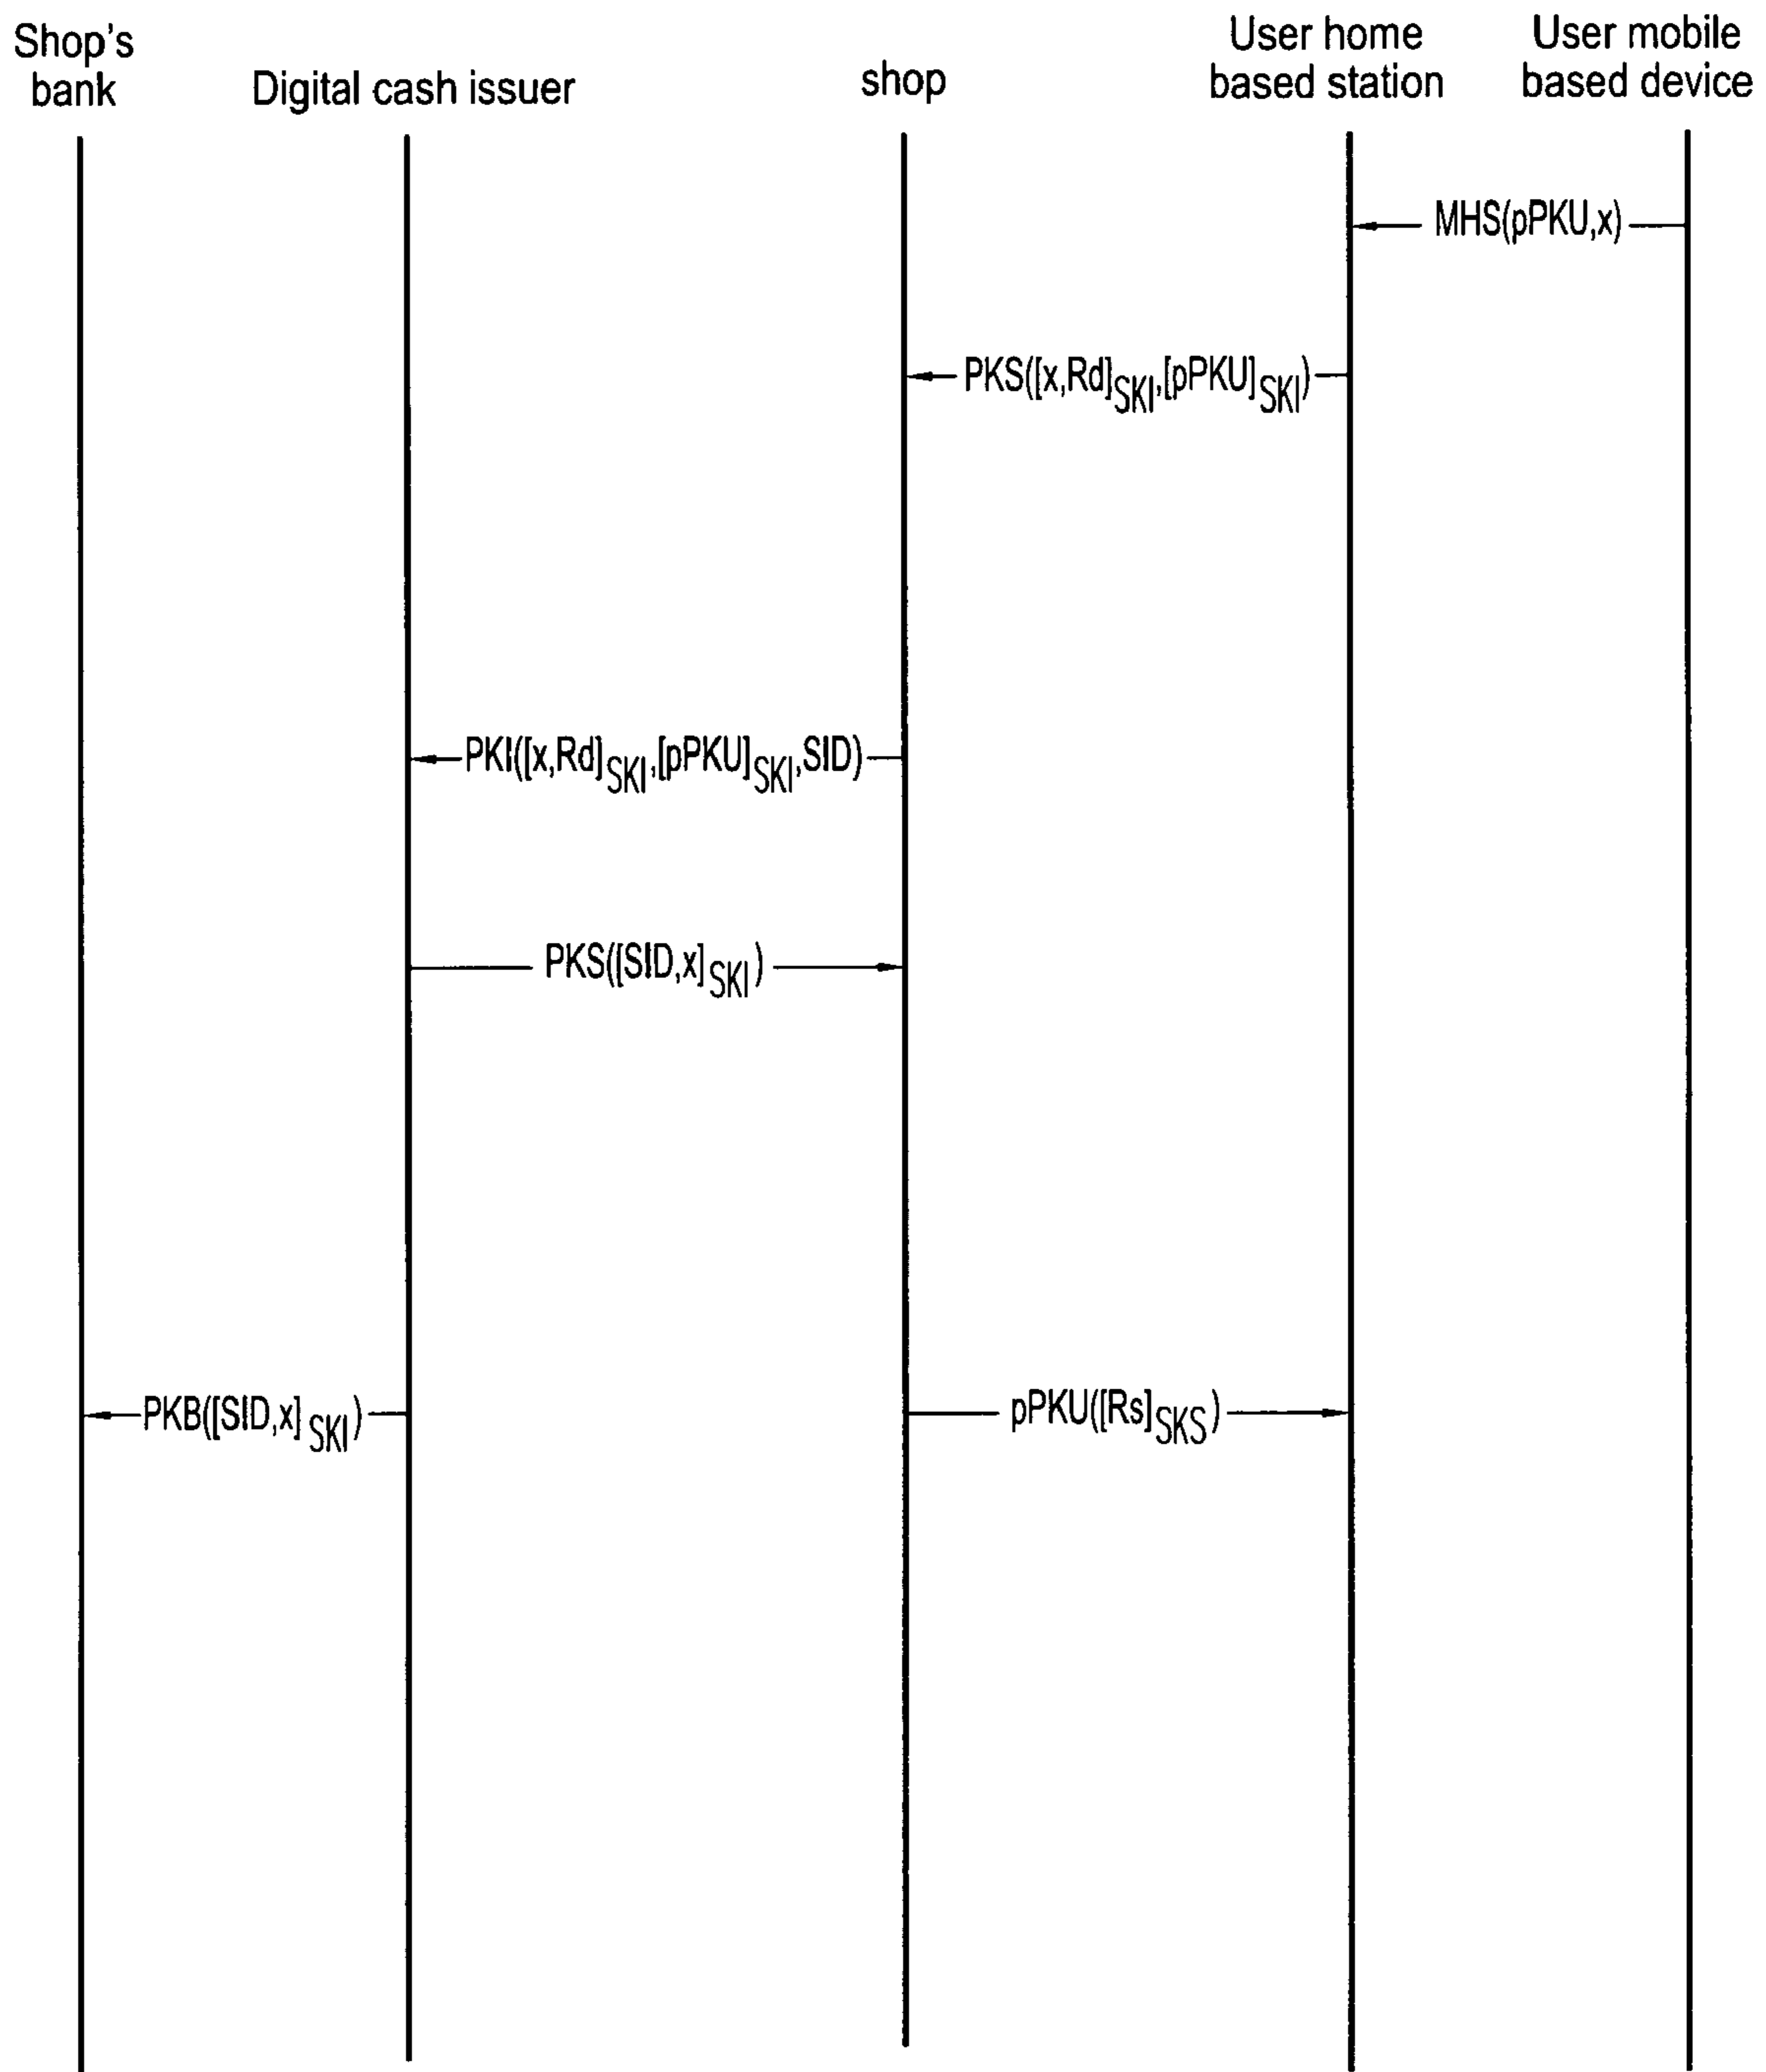 Shop's
bank
Digital cash issuer
shop
User home
based station
User mobile
based device
MHS(pPKU,x)
PKS([x,Rd]SKI,[pPKU]SKI)
PKI([x,Rd]SKI,[pPKU]SKI,SID)
PKS([SID,x]SKI)
PKB([SID,x]SKI)
pPKU([Rs]SKS)